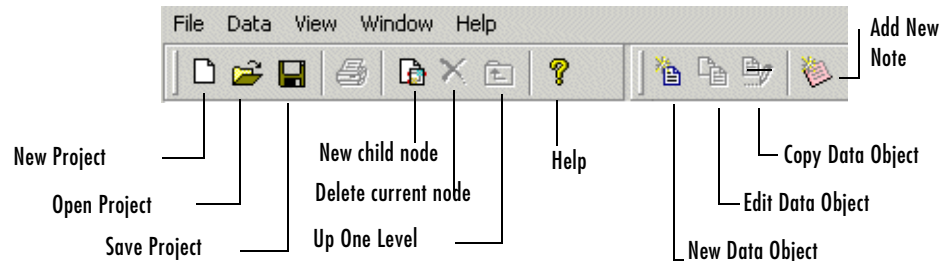 File Data View Window Help
Add New
Note
New Project
New child node
Help
Copy Data Object
Open Project
Delete current node
Edit Data Object
Save Project
Up One Level
New Data Object